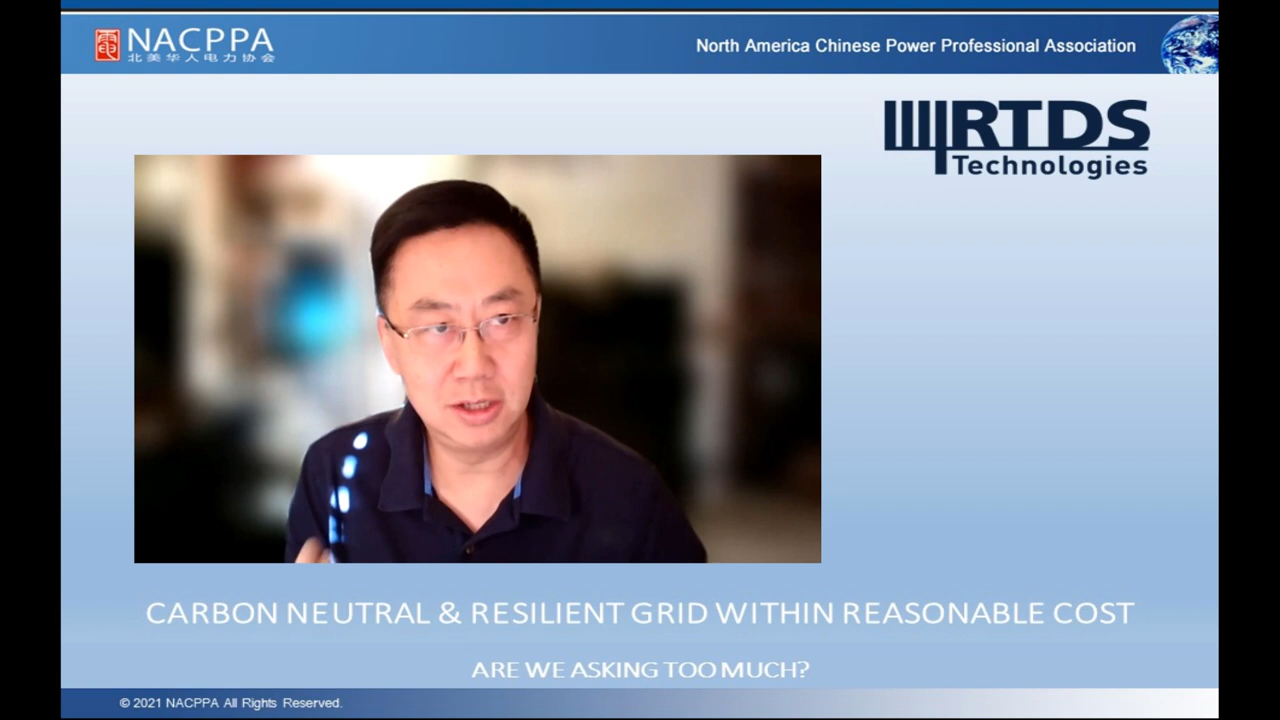 NACPPA
北美华人电力协会
North America Chinese Power Professional Association
RTDS
Technologies
CARBON NEUTRAL & RESILIENT GRID WITHIN REASONABLE COST
ARE WE ASKING TOO MUCH?
© 2021 NACPPA All Rights Reserved.